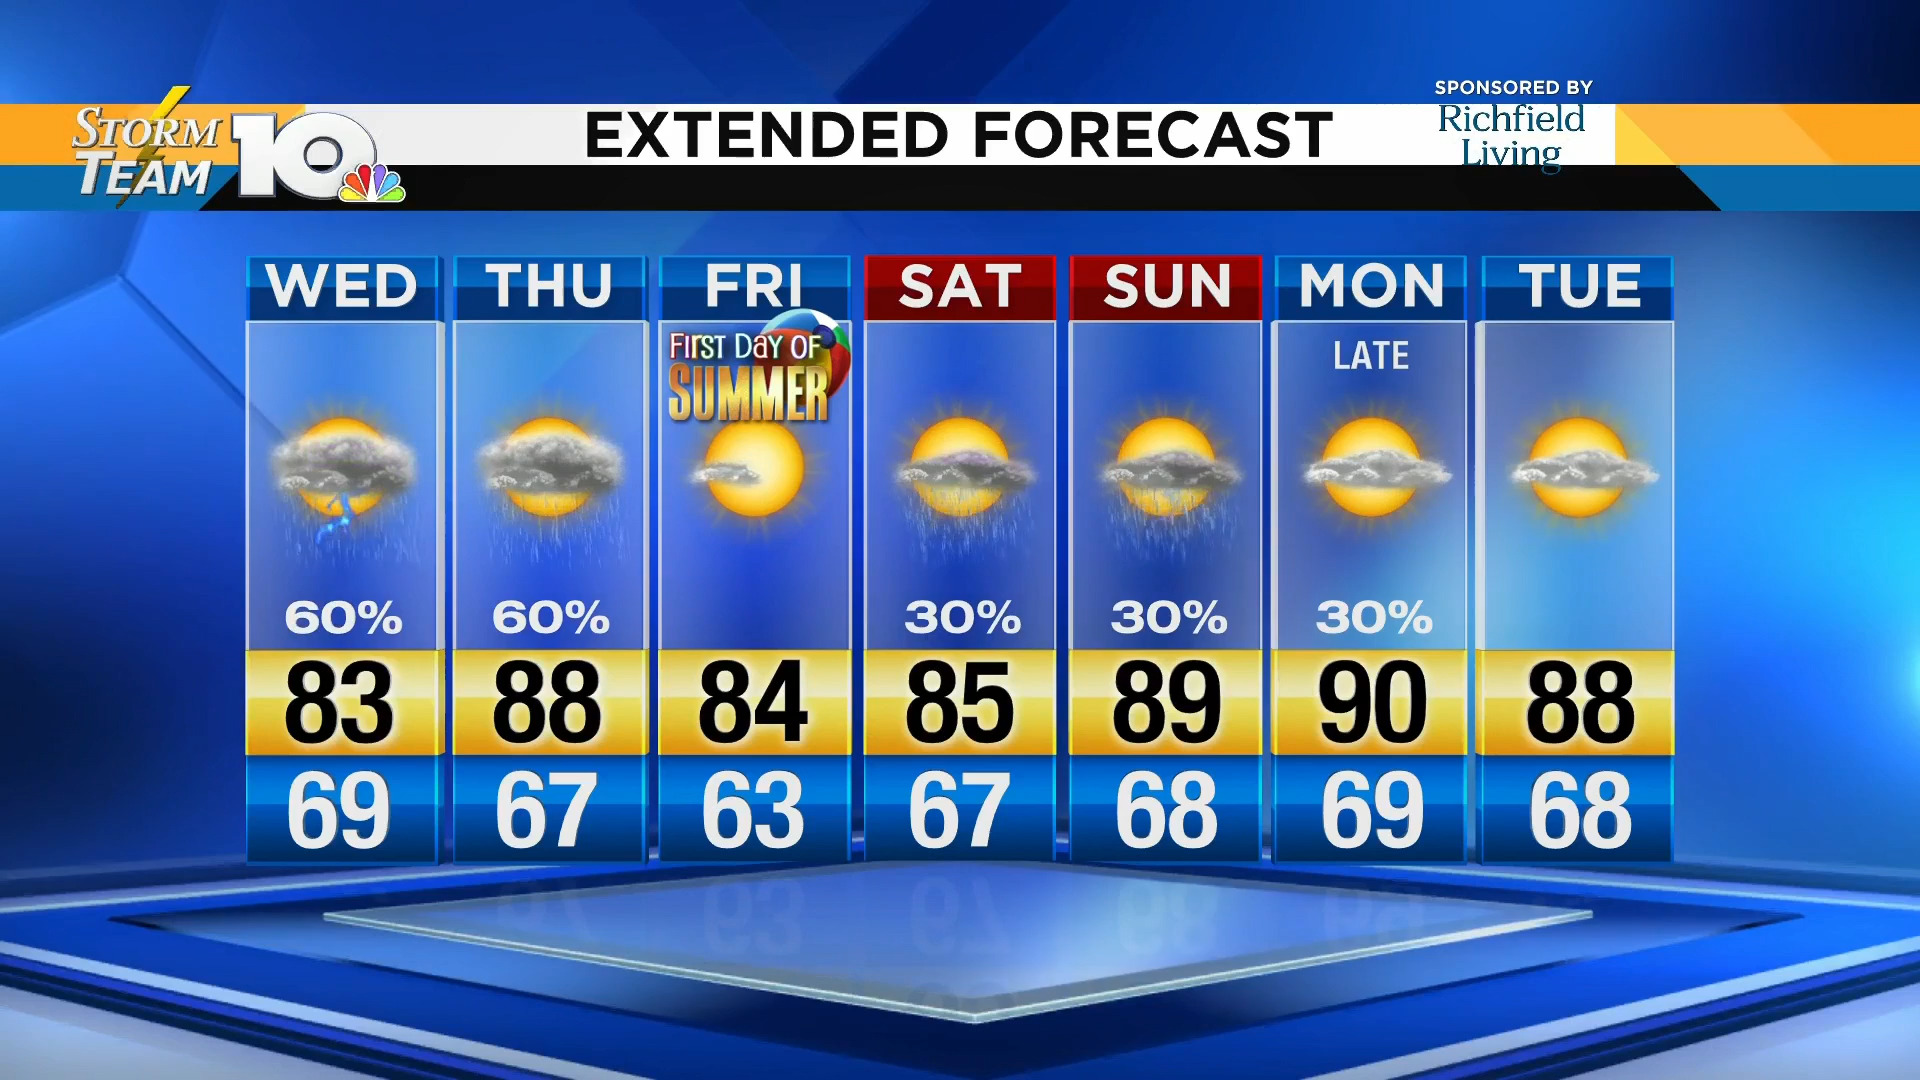 SPONSORED BY
STORM TEAM 10
EXTENDED FORECAST
Richfield
Living
WED THU FRI SAT SUN MON TUE
First Day of
SUMMER
LATE
60% 60% 30% 30% 30%
83 88 84 85 89 90 88
69 67 63 67 68 69 68